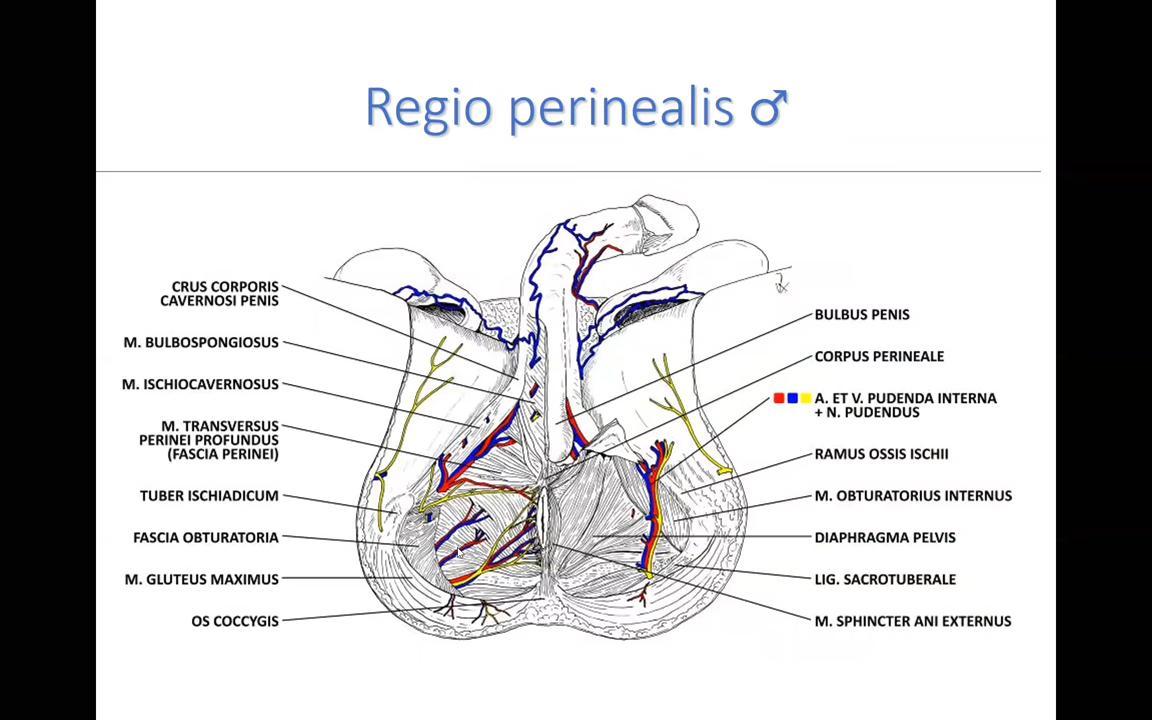 Regio perinealis ♂
CRUS CORPORIS
CAVERNOSI PENIS
M. BULBOSPONGIOSUS
M. ISCHIOCAVERNOSUS
M. TRANSVERSUS
PERINEI PROFUNDUS
(FASCIA PERINEI)
TUBER ISCHIADICUM
FASCIA OBTURATORIA
M. GLUTEUS MAXIMUS
OS COCCYGIS
BULBUS PENIS
CORPUS PERINEALE
A. ET V. PUDENDA INTERNA
+ N. PUDENDUS
RAMUS OSSIS ISCHII
M. OBTURATORIUS INTERNUS
DIAPHRAGMA PELVIS
LIG. SACROTUBERALE
M. SPHINCTER ANI EXTERNUS